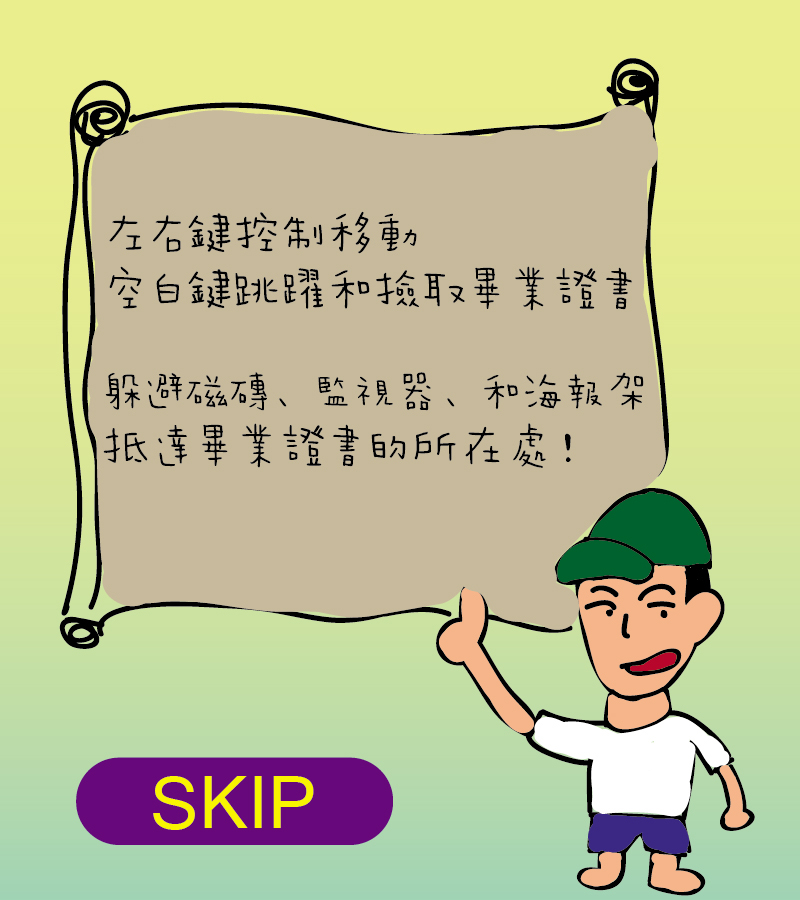 左右鍵控制移動
空白鍵跳躍和撿取畢業證書
躲避磁磚、監視器、和海報架
抵達畢業證書的所在處！
SKIP